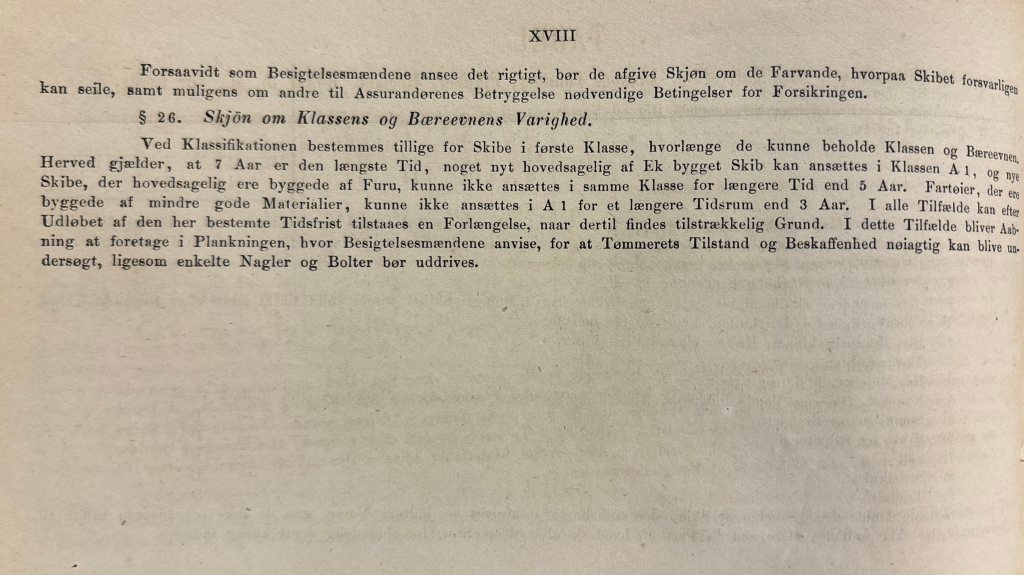 XVIII
Forsaavidt som Besigtelsesmændene ansee det rigtigt, bør de afgive Skjøn om de Farvande, hvorpaa Skibet forsvarligen
kan seile, samt muligens om andre til Assurandørenes Betryggelse nødvendige Betingelser for Forsikringen.
§ 26. Skjön om Klassens og Bæreevnens Varighed.
Ved Klassifikationen bestemmes tillige for Skibe i første Klasse, hvorlænge de kunne beholde Klassen og Bæreevnen.
Herved gjælder, at 7 Aar er den længste Tid, noget nyt hovedsagelig af Ek bygget Skib kan ansættes i Klassen A 1, og nye
Skibe, der hovedsagelig ere byggede af Furu, kunne ikke ansættes i samme Klasse for længere Tid end 5 Aar. Fartøier, der ere
byggede af mindre gode Materialier, kunne ikke ansættes i A 1 for et længere Tidsrum end 3 Aar. I alle Tilfælde kan efter
Udløbet af den her bestemte Tidsfrist tilstaaes en Forlængelse, naar dertil findes tilstrækkelig Grund. I dette Tilfælde bliver Aab-
ning at foretage i Plankningen, hvor Besigtelsesmændene anvise, for at Tømmerets Tilstand og Beskaffenhed nøiagtig kan blive un-
dersøgt, ligesom enkelte Nagler og Bolter bør uddrives.